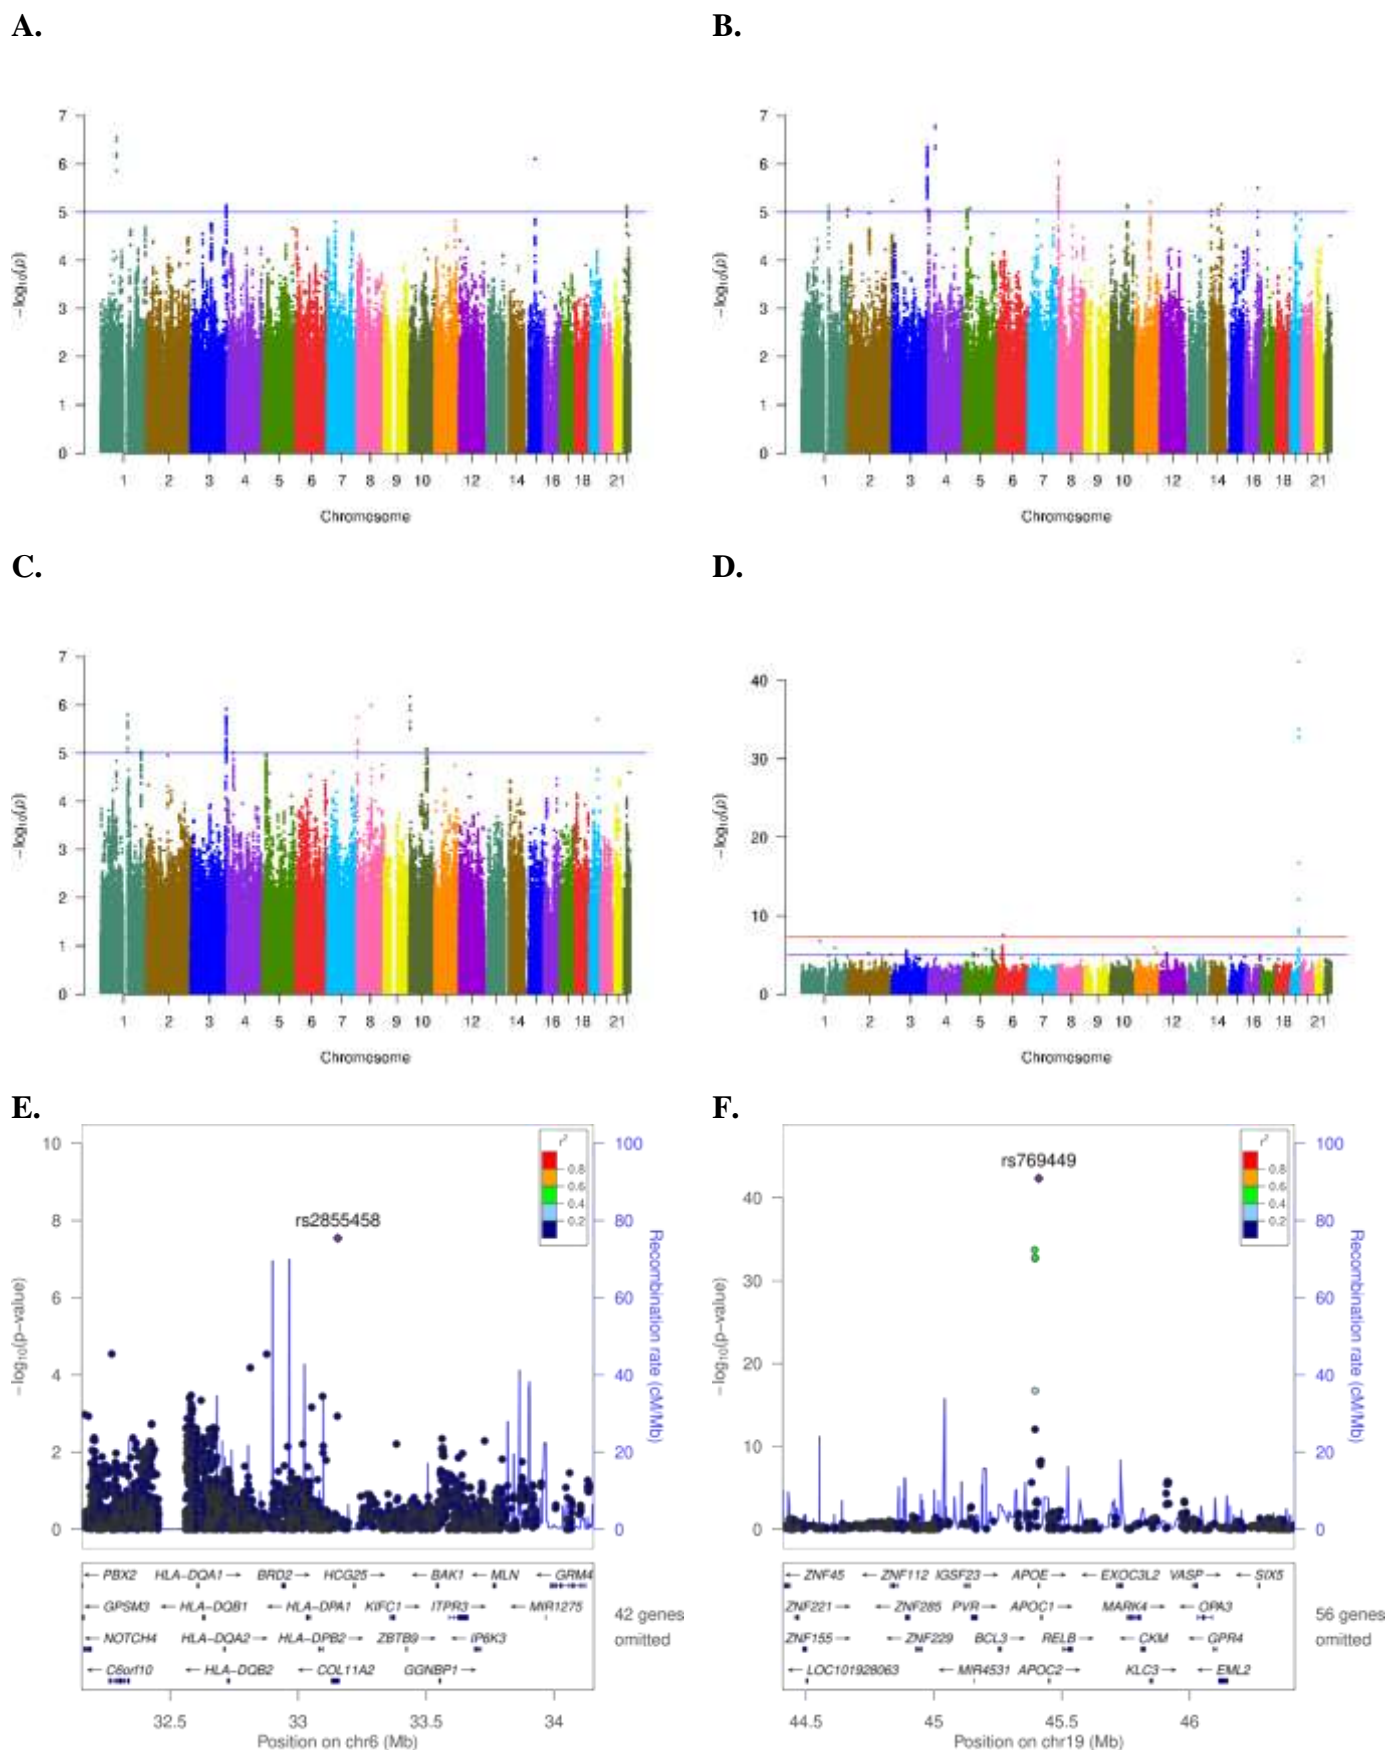 A.
B.
7
6
5
4
3
2
1
0
−log10(p)
1 2 3 4 5 6 7 8 9 10 12 14 16 18 21
Chromosome
7
6
5
4
3
2
1
0
−log10(p)
1 2 3 4 5 6 7 8 9 10 12 14 16 18 21
Chromosome
C.
D.
7
6
5
4
3
2
1
0
−log10(p)
1 2 3 4 5 6 7 8 9 10 12 14 16 18 21
Chromosome
40
30
20
10
0
−log10(p)
1 2 3 4 5 6 7 8 9 10 12 14 16 18 21
Chromosome
E.
10
8
6
4
2
0
−log10(p−value)
rs2855458
r2
0.8
0.6
0.4
0.2
100
80
60
40
20
0
Recombination rate (cM/Mb)
← PBX2 HLA−DQA1 → BRD2 → HCG25 → ← BAK1 ← MLN ← GRM4
← GPSM3 ← HLA−DQB1 ← HLA−DPA1 KIFC1 → ITPR3 → MIR1275
← NOTCH4 HLA−DQA2 → HLA−DPB2 → ZBTB9 → ← IP6K3
← C6orf10 ← HLA−DQB2 ← COL11A2 GGNBP1 →
42 genes
omitted
32.5 33 33.5 34
Position on chr6 (Mb)
F.
40
30
20
10
0
−log10(p−value)
rs769449
r2
0.8
0.6
0.4
0.2
100
80
60
40
20
0
Recombination rate (cM/Mb)
← ZNF45 ← ZNF112 IGSF23 → APOE → ← EXOC3L2 VASP → ← SIX5
ZNF221 → ← ZNF285 PVR → APOC1 → MARK4 → ← OPA3
ZNF155 → ← ZNF229 BCL3 → RELB → ← CKM ← GPR4
← LOC101928063 ← MIR4531 APOC2 → KLC3 → ← EML2
56 genes
omitted
44.5 45 45.5 46
Position on chr19 (Mb)